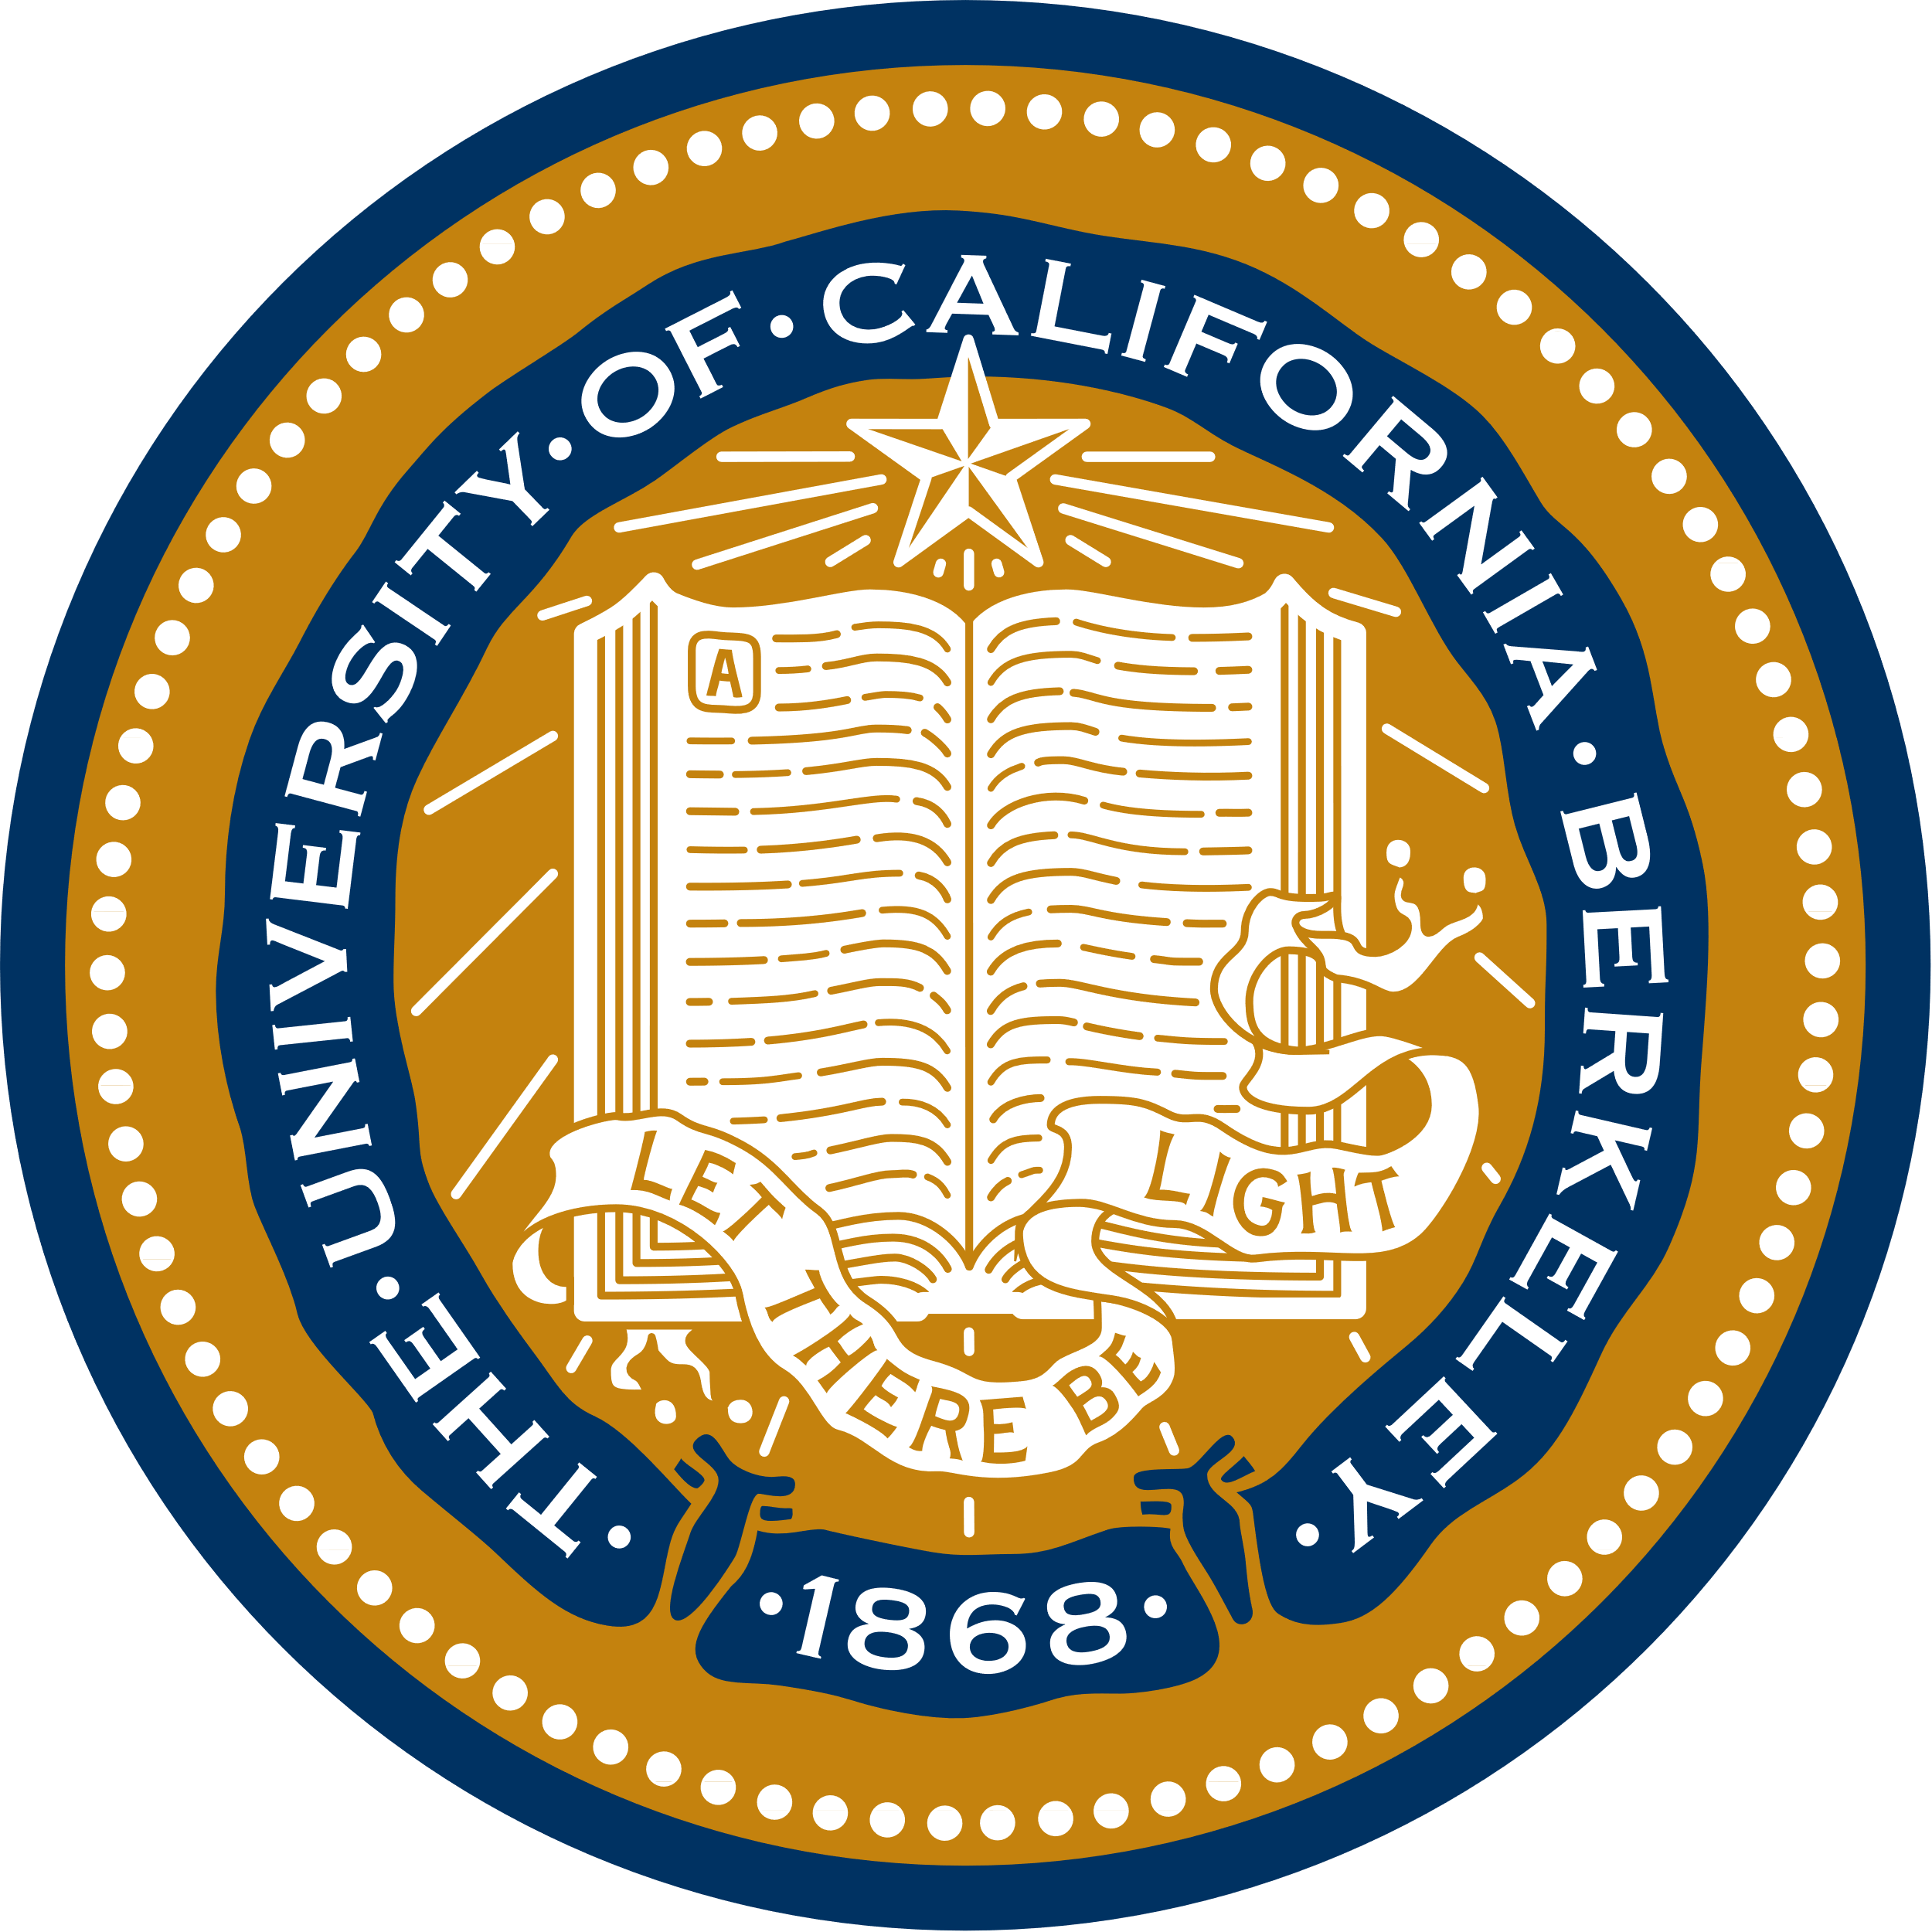 THE · UNIVERSITY · OF · CALIFORNIA · BERKELEY ·
A
LET THERE BE LIGHT
· 1868 ·